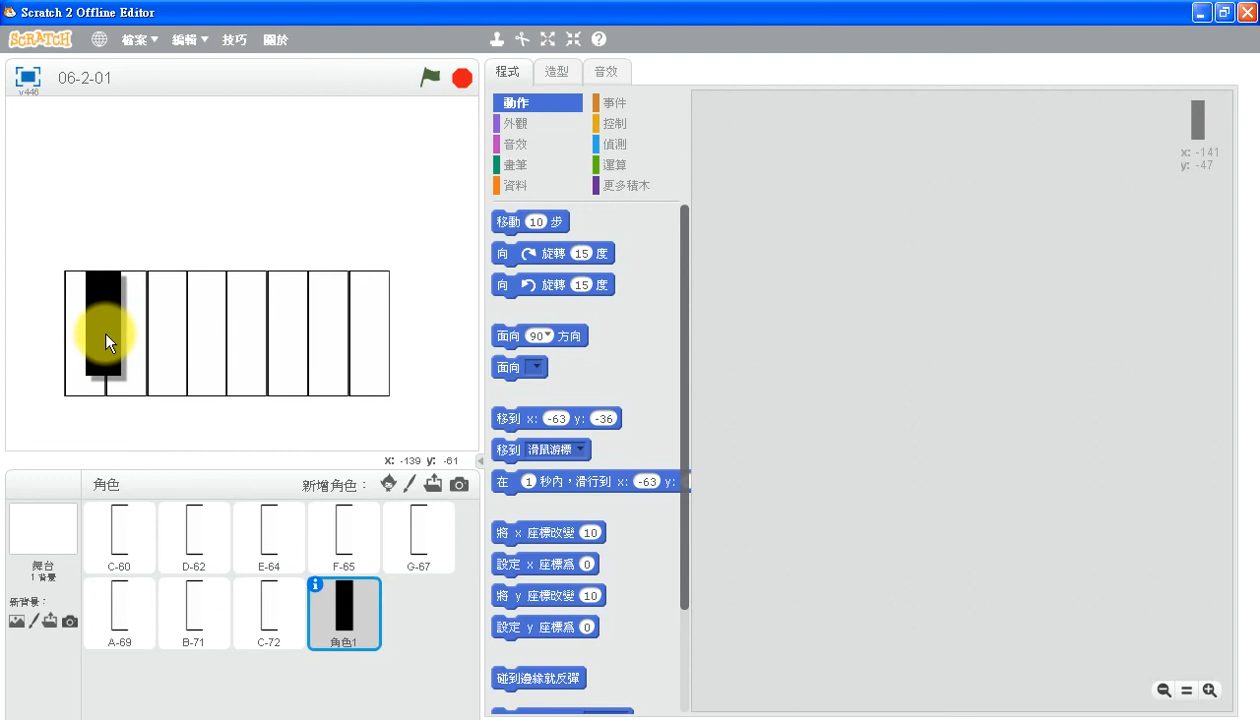 Scratch 2 Offline Editor
SCRATCH 檔案 編輯 技巧 關於
v446 06-2-01
程式 造型 音效
動作 事件
外觀 控制
音效 偵測
畫筆 運算
資料 更多積木
x: -141
y: -47
移動 10 步
向 旋轉 15 度
向 旋轉 15 度
面向 90 方向
面向
移到 x: -63 y: -36
移到 滑鼠游標
在 1 秒內，滑行到 x: -63 y:
將 x 座標改變 10
設定 x 座標為 0
將 y 座標改變 10
設定 y 座標為 0
碰到邊緣就反彈
x: -139 y: -61
角色 新增角色：
舞台
1 背景
新背景：
C-60 D-62 E-64 F-65 G-67
A-69 B-71 C-72 角色1